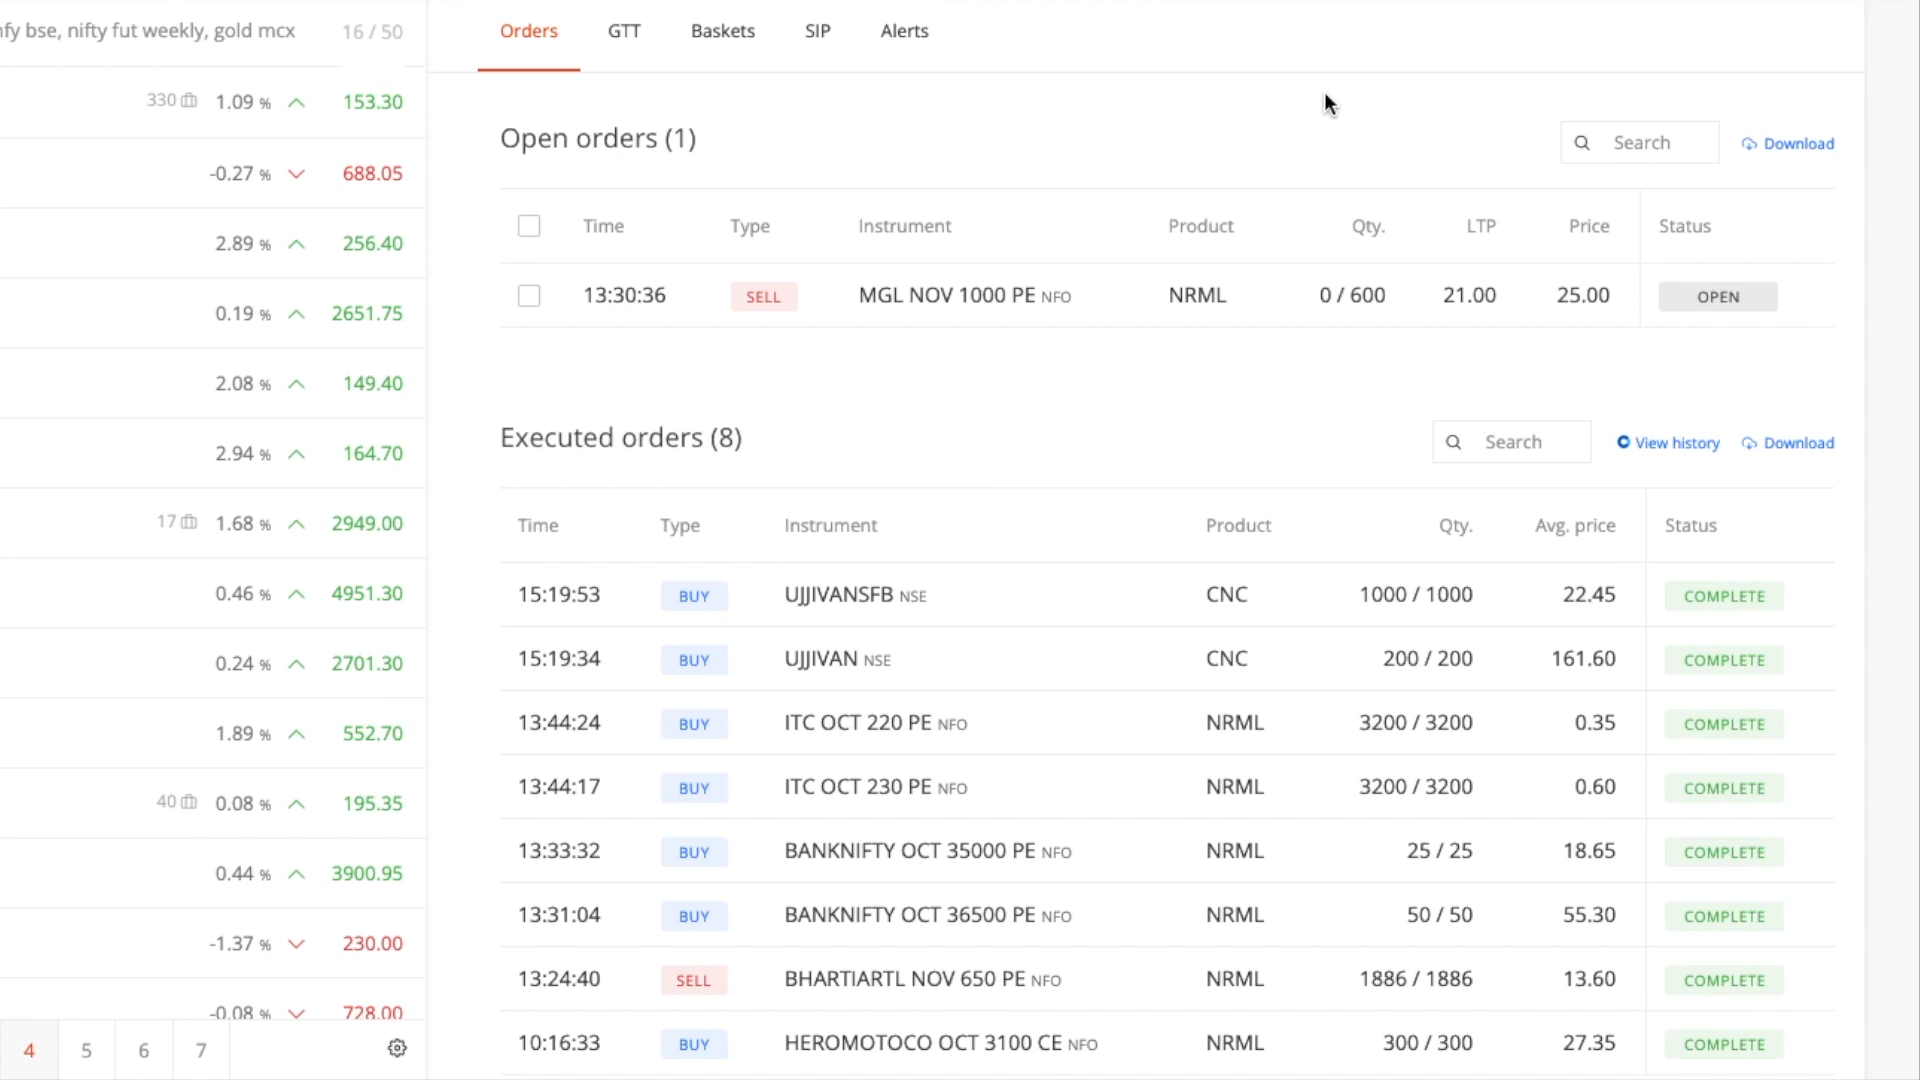 nfy bse, nifty fut weekly, gold mcx 16 / 50
330 1.09 % 153.30
-0.27 % 688.05
2.89 % 256.40
0.19 % 2651.75
2.08 % 149.40
2.94 % 164.70
17 1.68 % 2949.00
0.46 % 4951.30
0.24 % 2701.30
1.89 % 552.70
40 0.08 % 195.35
0.44 % 3900.95
-1.37 % 230.00
-0.08 % 728.00
4 5 6 7
Orders GTT Baskets SIP Alerts
Open orders (1) Search Download
Time Type Instrument Product Qty. LTP Price Status
13:30:36 SELL MGL NOV 1000 PE NFO NRML 0 / 600 21.00 25.00 OPEN
Executed orders (8) Search View history Download
Time Type Instrument Product Qty. Avg. price Status
15:19:53 BUY UJJIVANSFB NSE CNC 1000 / 1000 22.45 COMPLETE
15:19:34 BUY UJJIVAN NSE CNC 200 / 200 161.60 COMPLETE
13:44:24 BUY ITC OCT 220 PE NFO NRML 3200 / 3200 0.35 COMPLETE
13:44:17 BUY ITC OCT 230 PE NFO NRML 3200 / 3200 0.60 COMPLETE
13:33:32 BUY BANKNIFTY OCT 35000 PE NFO NRML 25 / 25 18.65 COMPLETE
13:31:04 BUY BANKNIFTY OCT 36500 PE NFO NRML 50 / 50 55.30 COMPLETE
13:24:40 SELL BHARTIARTL NOV 650 PE NFO NRML 1886 / 1886 13.60 COMPLETE
10:16:33 BUY HEROMOTOCO OCT 3100 CE NFO NRML 300 / 300 27.35 COMPLETE